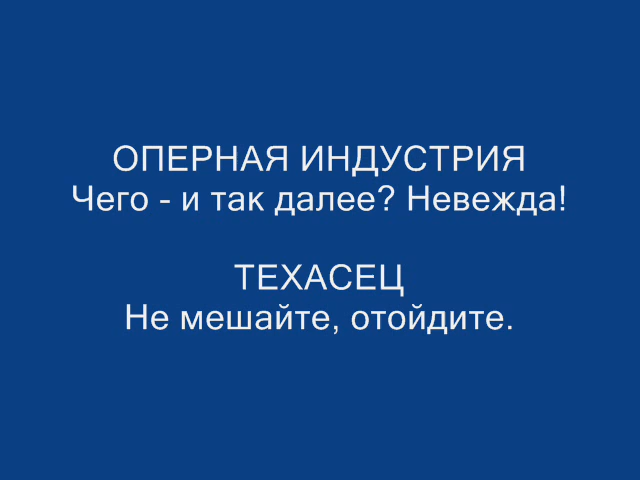 ОПЕРНАЯ ИНДУСТРИЯ
Чего - и так далее? Невежда!
ТЕХАСЕЦ
Не мешайте, отойдите.